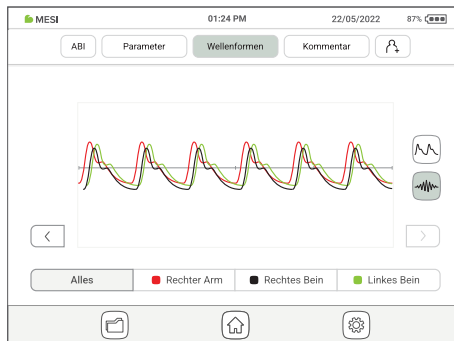 MESI 01:24 PM 22/05/2022 87%
ABI Parameter Wellenformen Kommentar
Alles Rechter Arm Rechtes Bein Linkes Bein